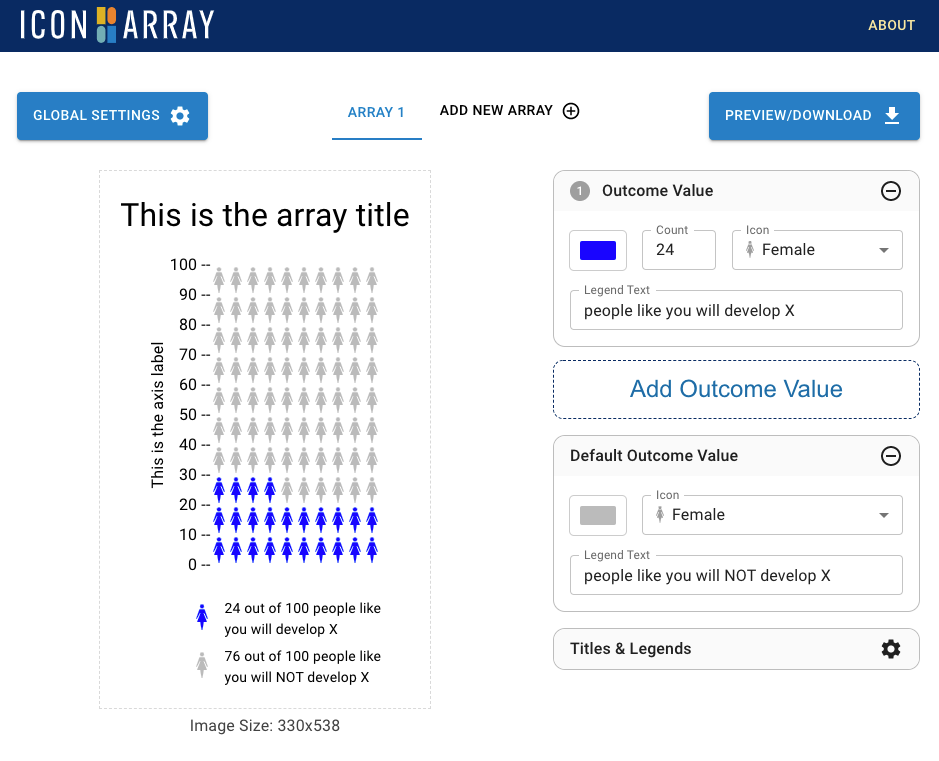 ICON ARRAY
ABOUT
GLOBAL SETTINGS
ARRAY 1
ADD NEW ARRAY
PREVIEW/DOWNLOAD
This is the array title
This is the axis label
100 --
90 --
80 --
70 --
60 --
50 --
40 --
30 --
20 --
10 --
0 --
24 out of 100 people like
you will develop X
76 out of 100 people like
you will NOT develop X
Image Size: 330x538
1 Outcome Value
Count
24
Icon
Female
Legend Text
people like you will develop X
Add Outcome Value
Default Outcome Value
Icon
Female
Legend Text
people like you will NOT develop X
Titles & Legends